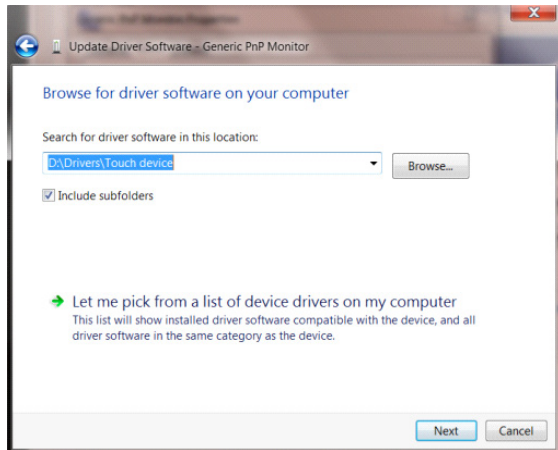 Update Driver Software - Generic PnP Monitor
Browse for driver software on your computer
Search for driver software in this location:
D:\Drivers\Touch device
Browse...
Include subfolders
Let me pick from a list of device drivers on my computer
This list will show installed driver software compatible with the device, and all
driver software in the same category as the device.
Next
Cancel